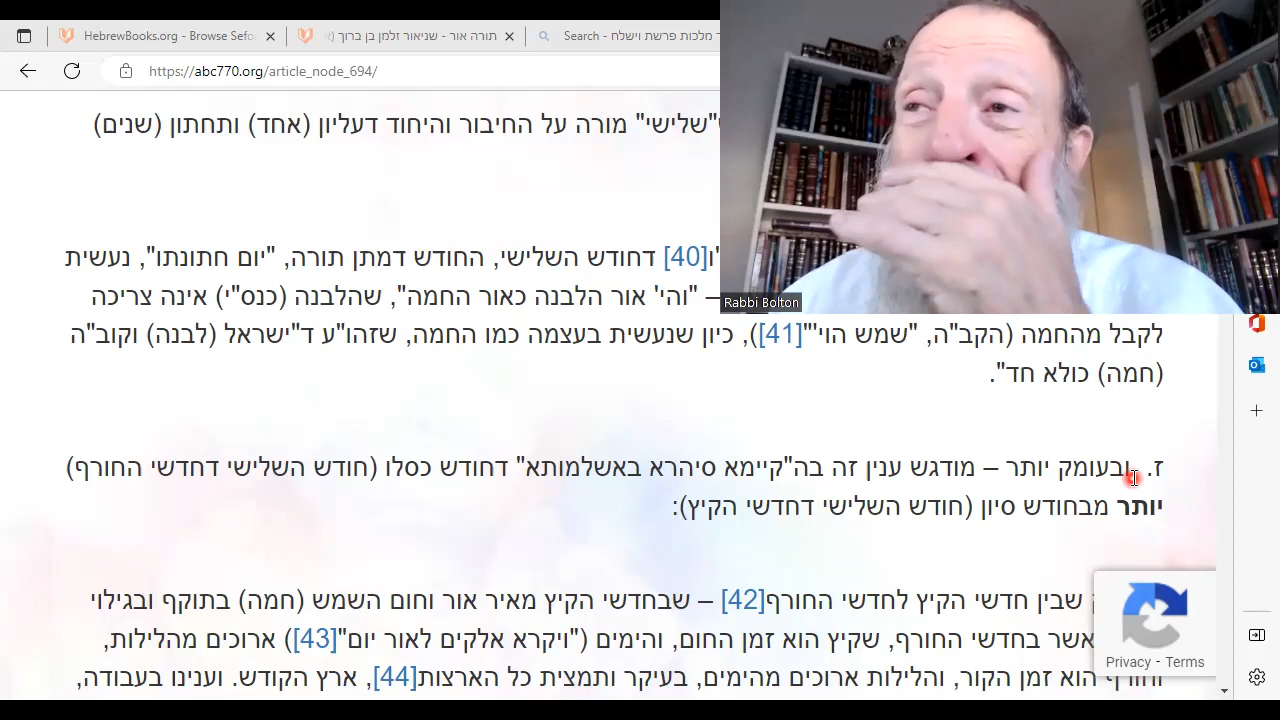 HebrewBooks.org - Browse Sefor
תורה אור - שניאור זלמן בן ברוך
Search - ר מלכות פרשת וישלח
https://abc770.org/article_node_694/
"שלישי" מורה על החיבור והיחוד דעליון (אחד) ותחתון (שנים)
[40] דחודש השלישי, החודש דמתן תורה, "יום חתונתו", נעשית
– "והי' אור הלבנה כאור החמה", שהלבנה (כנס"י) אינה צריכה
לקבל מהחמה (הקב"ה, "שמש הוי'"[41]), כיון שנעשית בעצמה כמו החמה, שזהו"ע ד"ישראל (לבנה) וקוב"ה
(חמה) כולא חד".
ז. ובעומק יותר – מודגש ענין זה בה"קיימא סיהרא באשלמותא" דחודש כסלו (חודש השלישי דחדשי החורף)
יותר מבחודש סיון (חודש השלישי דחדשי הקיץ):
שבין חדשי הקיץ לחדשי החורף[42] – שבחדשי הקיץ מאיר אור וחום השמש (חמה) בתוקף ובגילוי
אשר בחדשי החורף, שקיץ הוא זמן החום, והימים ("ויקרא אלקים לאור יום"[43]) ארוכים מהלילות,
וחורף הוא זמן הקור, והלילות ארוכים מהימים, בעיקר ותמצית כל הארצות[44], ארץ הקודש. וענינו בעבודה,
Rabbi Bolton
Privacy - Terms